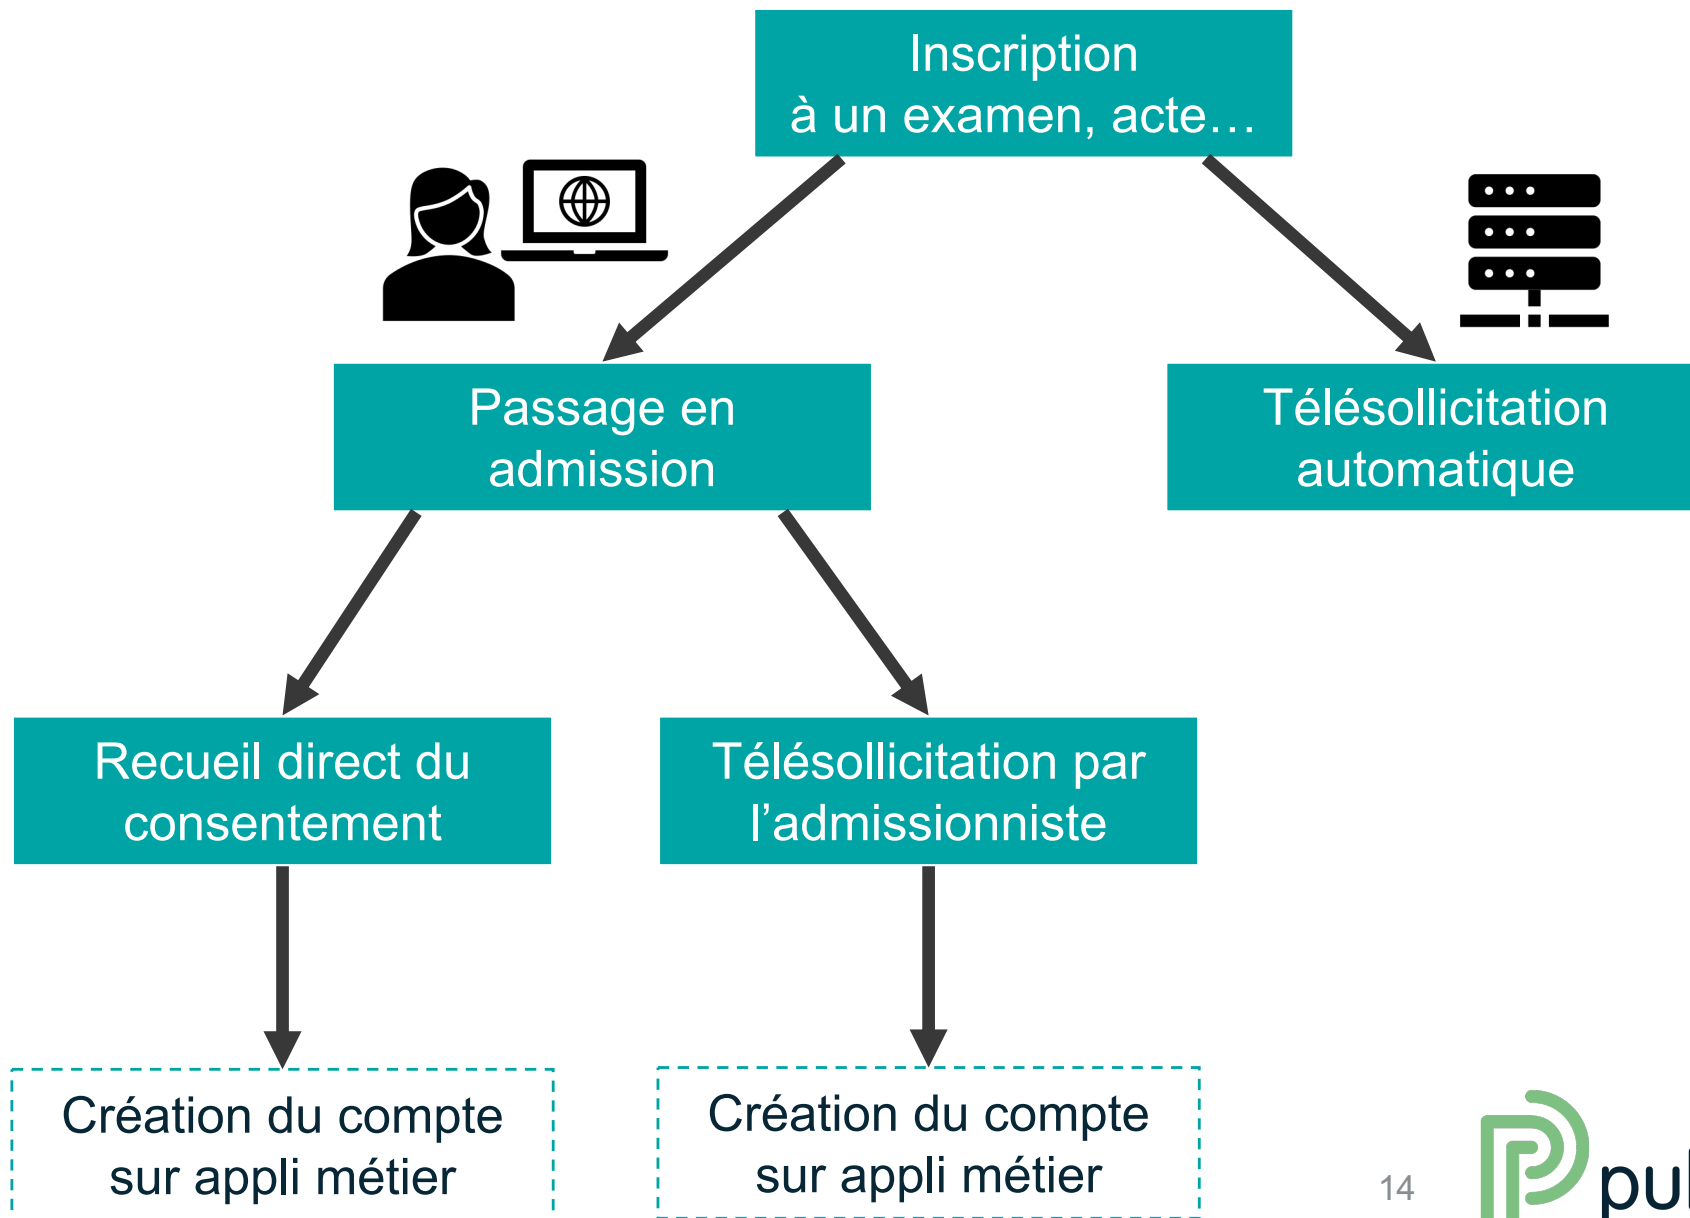 Inscription
à un examen, acte…
Passage en
admission
Télésollicitation
automatique
Recueil direct du
consentement
Télésollicitation par
l’admissionniste
Création du compte
sur appli métier
Création du compte
sur appli métier
14